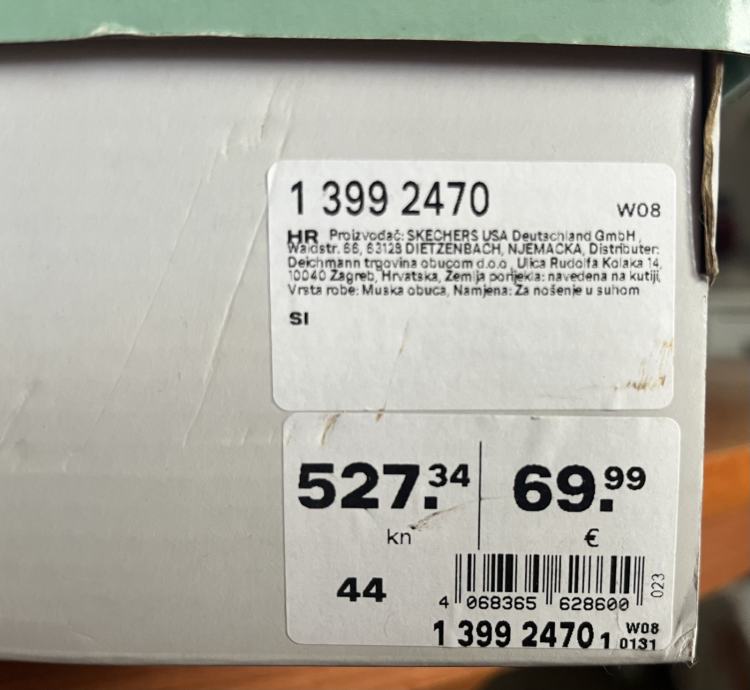 1 399 2470
W08
HR Proizvođač: SKECHERS USA Deutschland GmbH,
Waldstr. 66, 63128 DIETZENBACH, NJEMAČKA, Distributer:
Deichmann trgovina obućom d.o.o., Ulica Rudolfa Kolaka 14,
10040 Zagreb, Hrvatska, Zemlja porijekla: navedena na kutiji,
Vrsta robe: Muška obuća, Namjena: Za nošenje u suhom
SI
527.34 69.99
kn €
44
023
4 068365 628600
1 399 2470 1 W08
0131